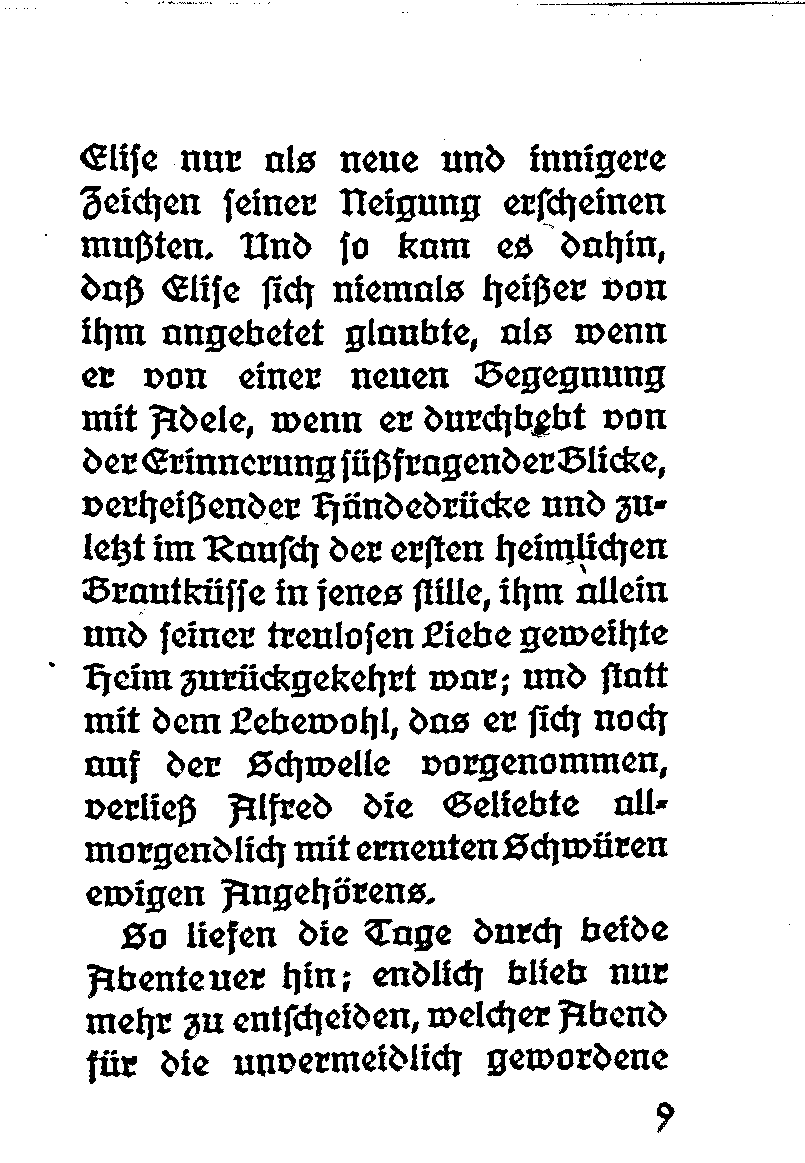 Elise nur als neue und innigere
Zeichen seiner Neigung erscheinen
mußten. Und so kam es dahin,
daß Elise sich niemals heißer von
ihm angebetet glaubte, als wenn
er von einer neuen Begegnung
mit Adele, wenn er durchbebt von
der Erinnerung süßfragender Blicke,
verheißender Händedrücke und zu-
letzt im Rausch der ersten heimlichen
Brautküsse in jenes stille, ihm allein
und seiner treulosen Liebe geweihte
Heim zurückgekehrt war; und statt
mit dem Lebewohl, das er sich noch
auf der Schwelle vorgenommen,
verließ Alfred die Geliebte all-
morgendlich mit erneuten Schwüren
ewigen Angehörens.
So liefen die Tage durch beide
Abenteuer hin; endlich blieb nur
mehr zu entscheiden, welcher Abend
für die unvermeidlich gewordene
9